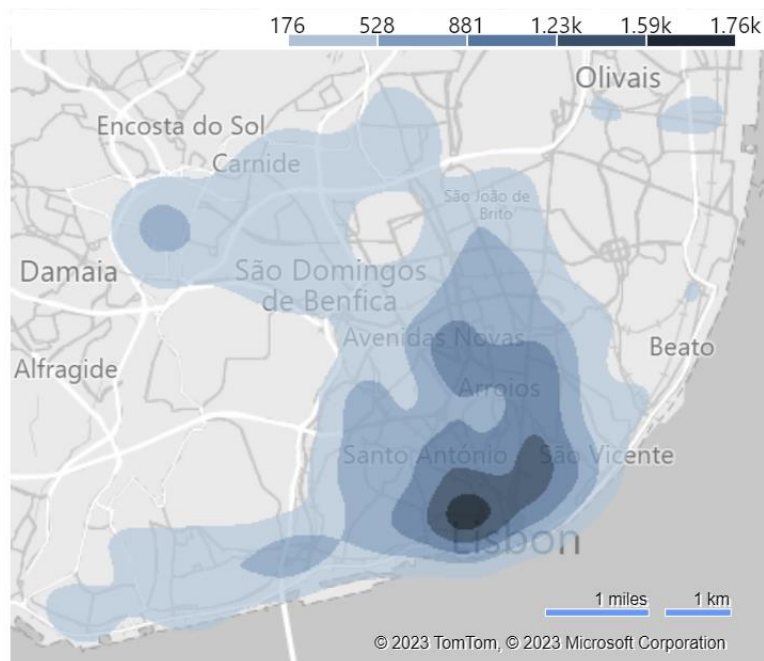 176 528 881 1.23k 1.59k 1.76k
Olivais
Encosta do Sol
Carnide
São João de
Brito
Damaia
São Domingos
de Benfica
Avenidas Novas
Beato
Alfragide
Arroios
Santo António
São Vicente
Lisbon
1 miles 1 km
© 2023 TomTom, © 2023 Microsoft Corporation